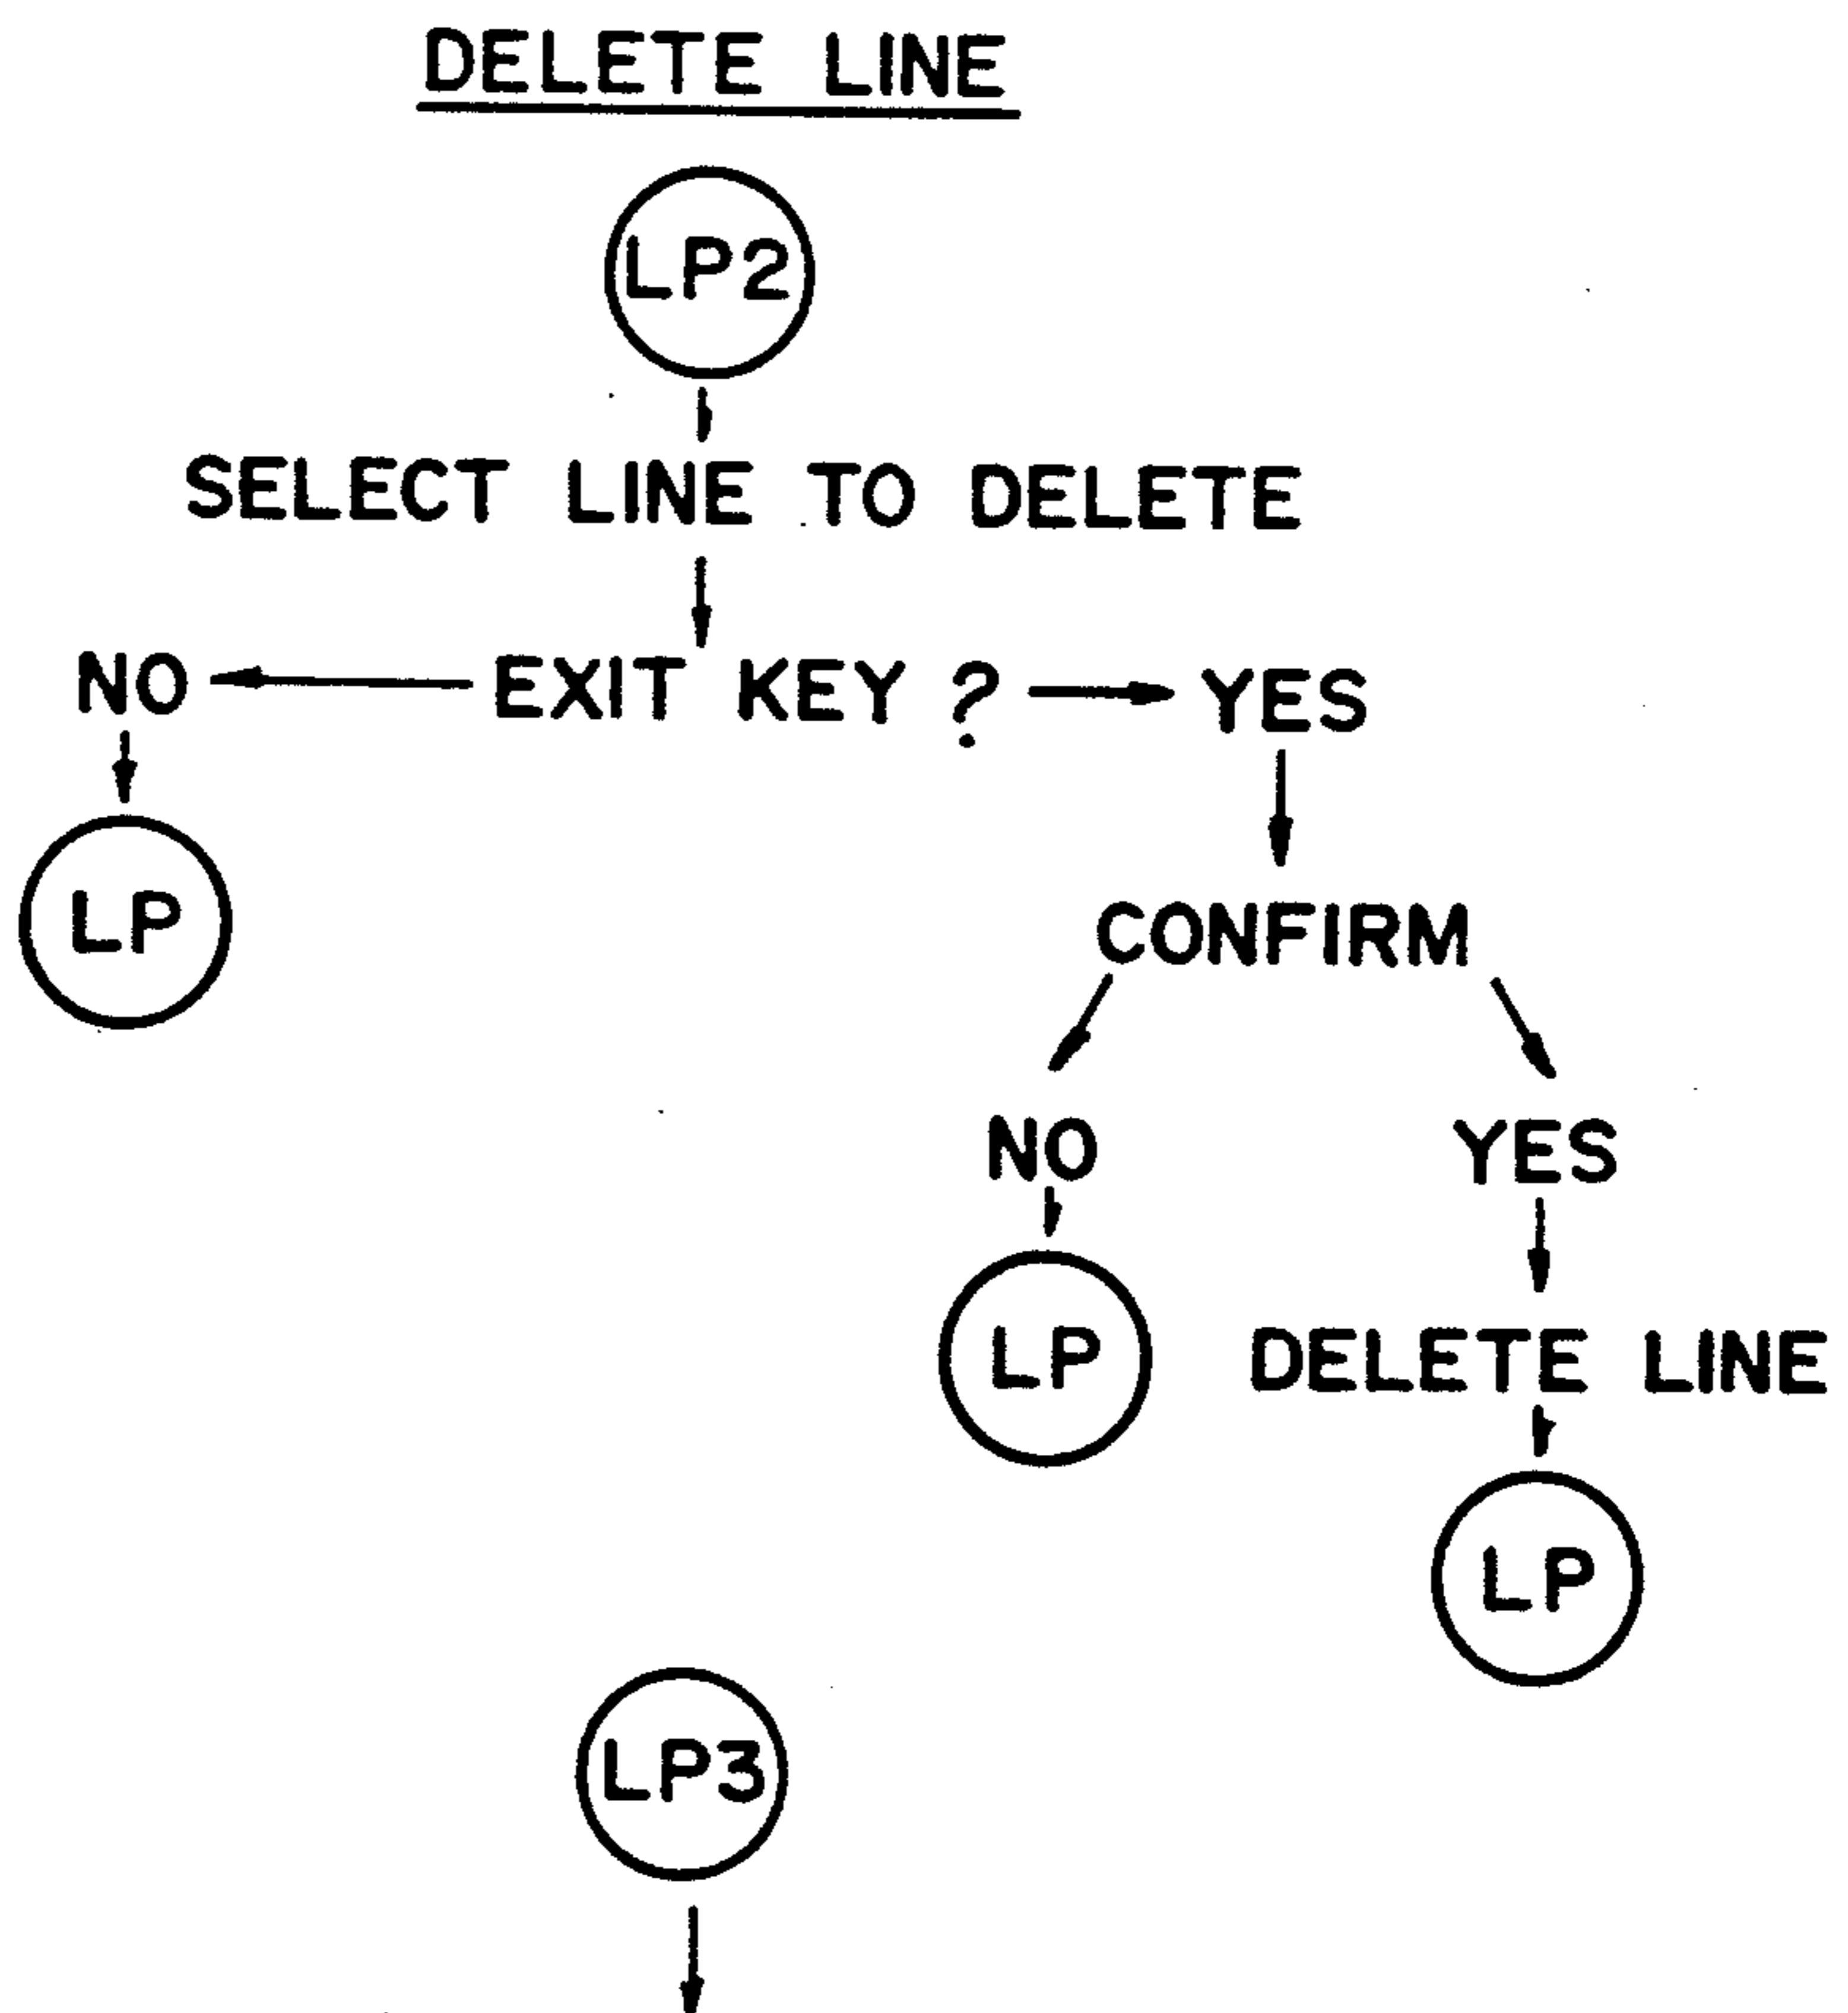 DELETE LINE
LP2
SELECT LINE TO DELETE
NO EXIT KEY ? YES
LP
CONFIRM
NO YES
LP DELETE LINE
LP
LP3